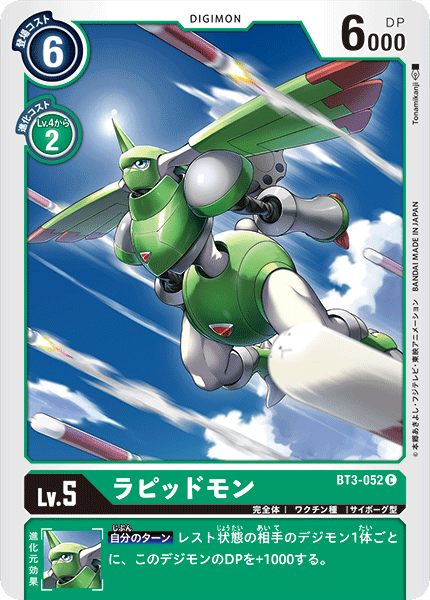 登場コスト
6
DIGIMON
DP
6000
進化コスト
Lv.4から
2
Tomamikanji
© 本郷あきよし・フジテレビ・東映アニメーション BANDAI MADE IN JAPAN
BT3-052 C
Lv.5
ラピッドモン
完全体 | ワクチン種 | サイボーグ型
進化元効果
自分のターン レスト状態の相手のデジモン1体ごと
に、このデジモンのDPを+1000する。